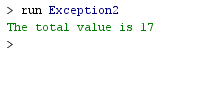 > run Exception2
The total value is 17
>